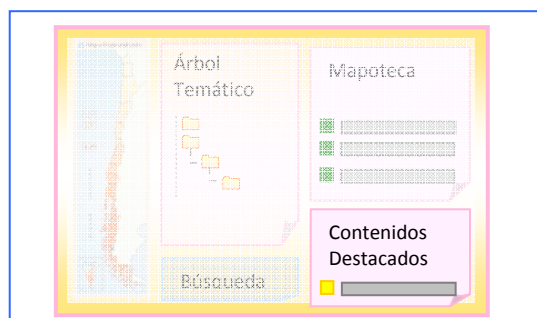 Árbol
Temático
Mapoteca
Búsqueda
Contenidos
Destacados